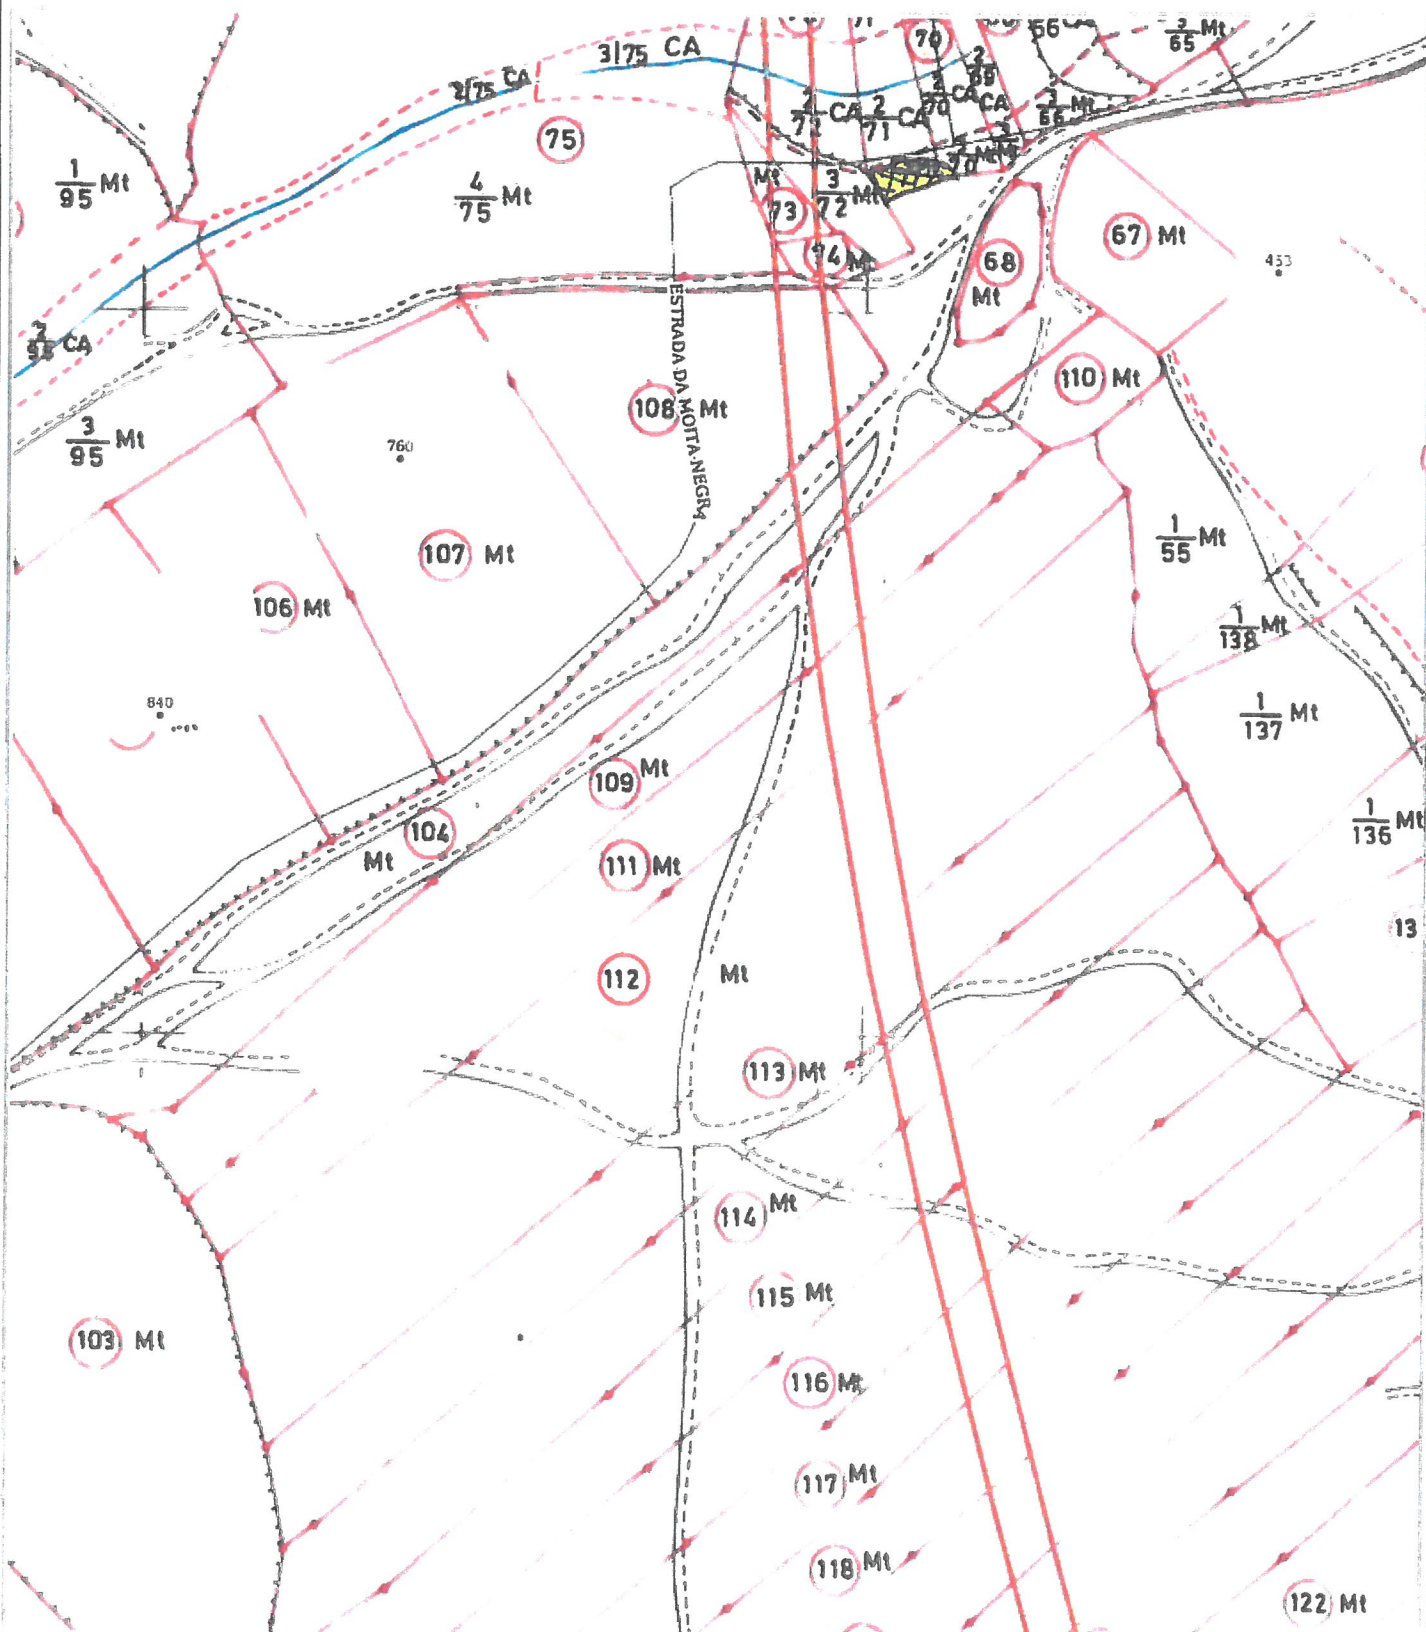 70
56 CA
3
65 Mt
3|75 CA
2|75 CA
2
69
CA
2
71 CA
2
70 CA
3
66 Mt
75
70 Mt
1
95 Mt
4
75 Mt
Mt
3
72 Mt
73
74 Mt
68
Mt
67 Mt
453
CA
ESTRADA DA MOITA NEGRA
110 Mt
108 Mt
3
95 Mt
760
107 Mt
1
55 Mt
106 Mt
1
138 Mt
840
1
137 Mt
109 Mt
1
136 Mt
104
Mt
111 Mt
13
112
Mt
113 Mt
114 Mt
115 Mt
103 Mt
116 Mt
117 Mt
118 Mt
122 Mt